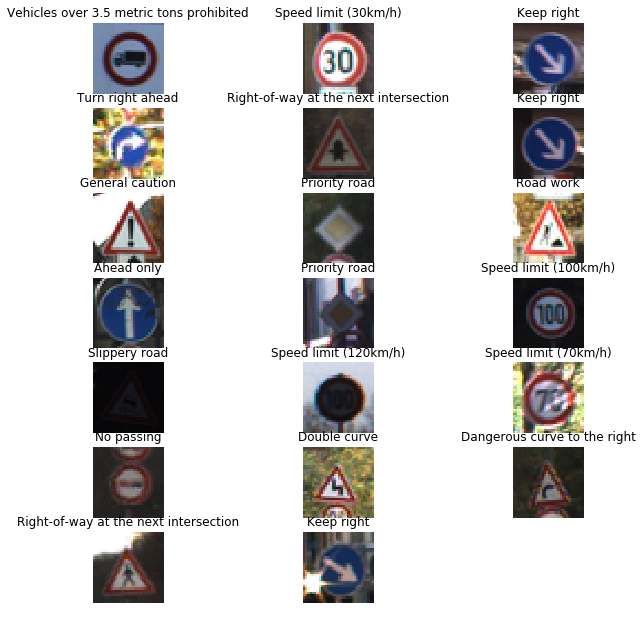 Vehicles over 3.5 metric tons prohibited
Speed limit (30km/h)
Keep right
30
Turn right ahead
Right-of-way at the next intersection
Keep right
General caution
Priority road
Road work
Ahead only
Priority road
Speed limit (100km/h)
100
Slippery road
Speed limit (120km/h)
Speed limit (70km/h)
70
No passing
Double curve
Dangerous curve to the right
Right-of-way at the next intersection
Keep right